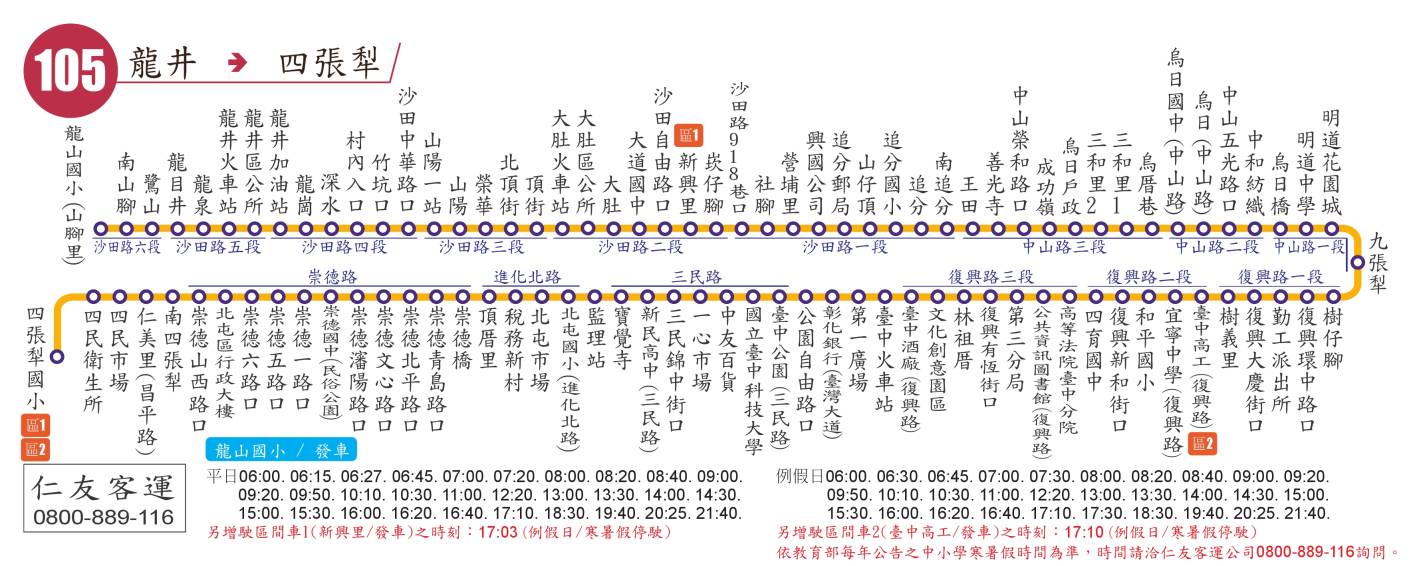 105 龍井 → 四張犁
龍山國小(山腳里)
南山腳
鷺山
龍目井
龍泉
龍井火車站
龍井區公所
龍井加油站
龍崗
深水
村內入口
竹坑口
沙田中華路口
山陽一站
山陽
榮華
北頂街
頂街
大肚火車站
大肚區公所
大肚
大道國中
沙田自由路口
區1
新興里
崁仔腳
沙田路918巷口
社腳
營埔里
興國公司
追分郵局
山仔頂
追分國小
追分
南追分
王田
善光寺
中山榮和路口
成功嶺
烏日戶政
三和里2
三和里1
烏厝巷
烏日國中(中山路)
烏日(中山路)
中山五光路口
中和紡織
烏日橋
明道中學
明道花園城
沙田路六段
沙田路五段
沙田路四段
沙田路三段
沙田路二段
沙田路一段
中山路三段
中山路二段
中山路一段
九張犁
崇德路
進化北路
三民路
復興路三段
復興路二段
復興路一段
四張犁國小
區1
區2
四民衛生所
四民市場
仁美里(昌平路)
南四張犁
崇德山西路口
北屯區行政大樓
崇德六路口
崇德五路口
崇德一路口
崇德國中(民俗公園)
崇德瀋陽路口
崇德文心路口
崇德北平路口
崇德青島路口
崇德橋
頂厝里
稅務新村
北屯市場
北屯國小(進化北路)
監理站
寶覺寺
新民高中(三民路)
三民錦中街口
一心市場
中友百貨
國立臺中科技大學
臺中公園(三民路)
公園自由路口
彰化銀行(臺灣大道)
第一廣場
臺中火車站
臺中酒廠(復興路)
文化創意園區
林祖厝
復興有恆街口
第三分局
公共資訊圖書館(復興路)
高等法院臺中分院
四育國中
復興新和街口
和平國小
宜寧中學(復興路)
臺中高工(復興路)
區2
樹義里
復興大慶街口
勤工派出所
復興環中路口
樹仔腳
仁友客運
0800-889-116
龍山國小 / 發車
平日06:00. 06:15. 06:27. 06:45. 07:00. 07:20. 08:00. 08:20. 08:40. 09:00.
09:20. 09:50. 10:10. 10:30. 11:00. 12:20. 13:00. 13:30. 14:00. 14:30.
15:00. 15:30. 16:00. 16:20. 16:40. 17:10. 18:30. 19:40. 20:25. 21:40.
另增駛區間車1(新興里/發車)之時刻：17:03 (例假日/寒暑假停駛)
例假日06:00. 06:30. 06:45. 07:00. 07:30. 08:00. 08:20. 08:40. 09:00. 09:20.
09:50. 10:10. 10:30. 11:00. 12:20. 13:00. 13:30. 14:00. 14:30. 15:00.
15:30. 16:00. 16:20. 16:40. 17:10. 17:30. 18:30. 19:40. 20:25. 21:40.
另增駛區間車2(臺中高工/發車)之時刻：17:10 (例假日/寒暑假停駛)
依教育部每年公告之中小學寒暑假時間為準，時間請洽仁友客運公司0800-889-116詢問。